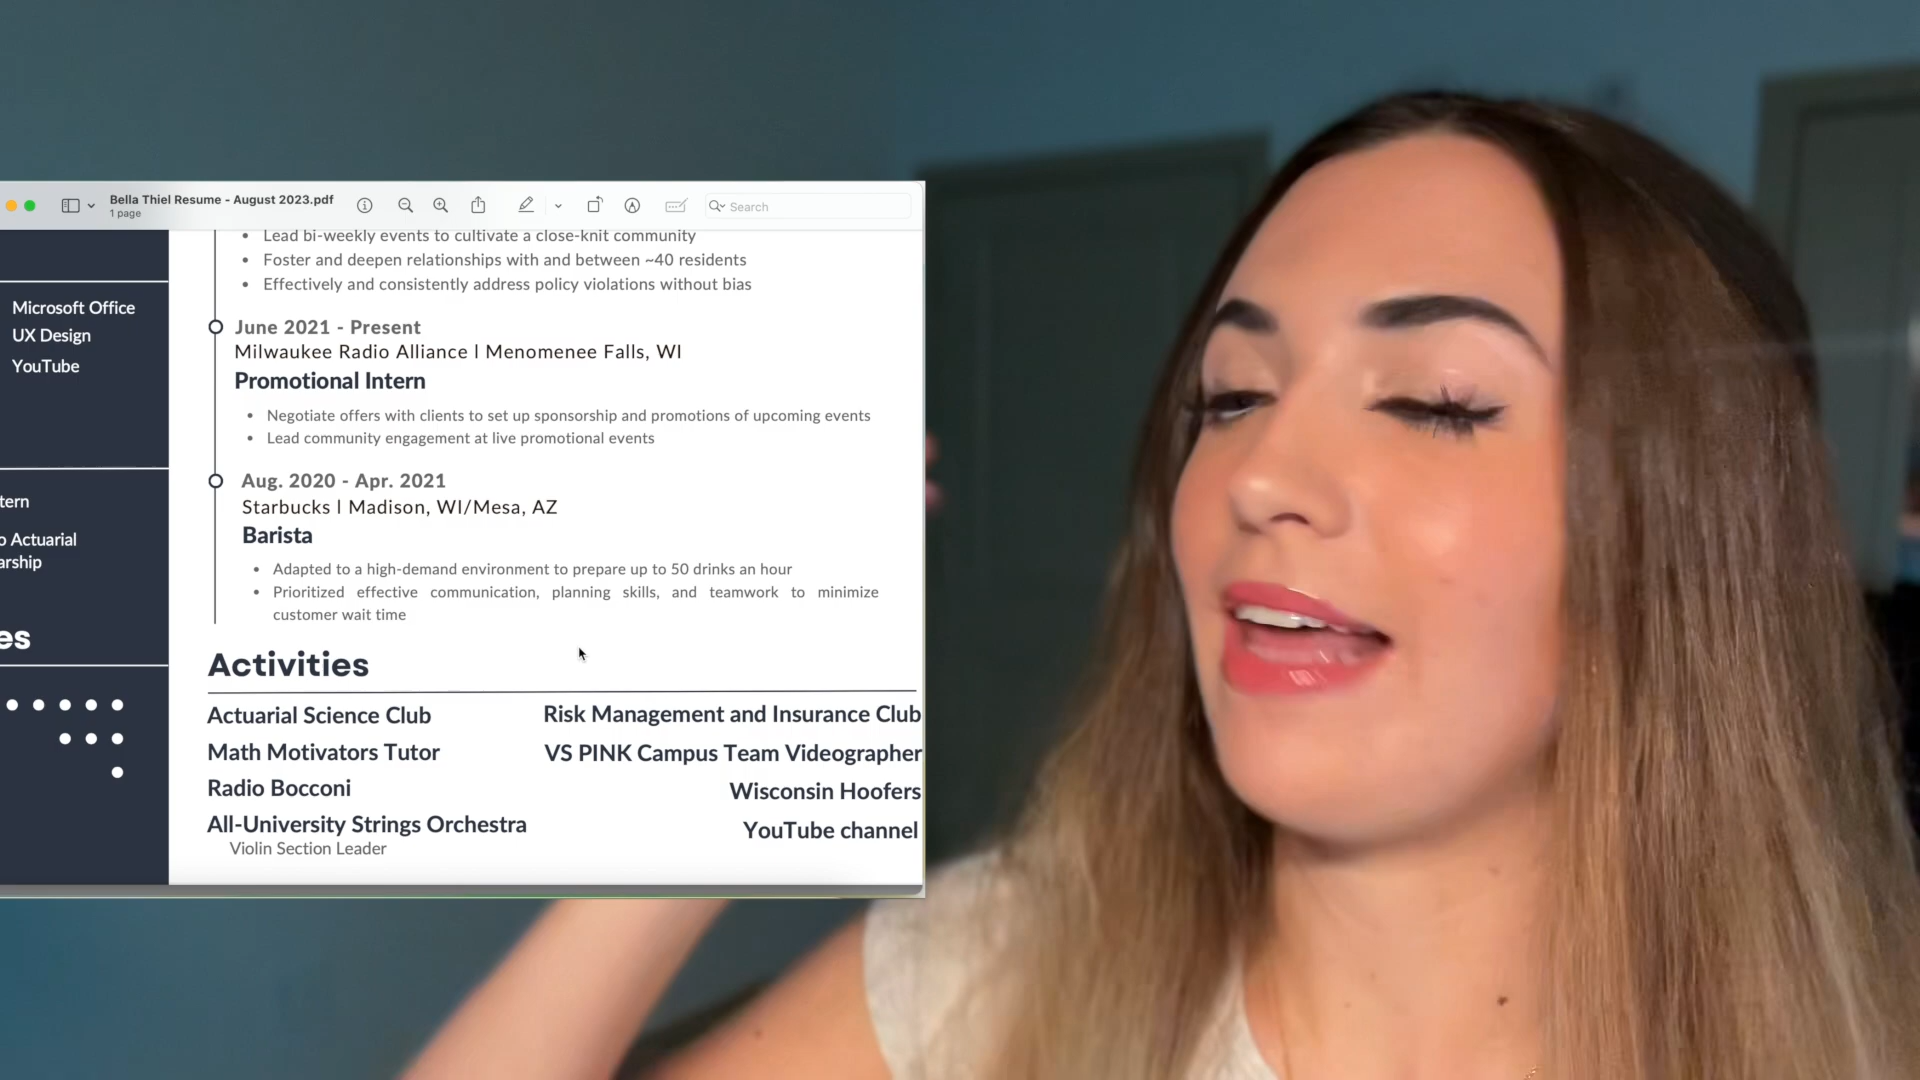 Bella Thiel Resume - August 2023.pdf
1 page
Search
Microsoft Office
UX Design
YouTube
tern
o Actuarial
arship
es
• Lead bi-weekly events to cultivate a close-knit community
• Foster and deepen relationships with and between ~40 residents
• Effectively and consistently address policy violations without bias
June 2021 - Present
Milwaukee Radio Alliance l Menomenee Falls, WI
Promotional Intern
• Negotiate offers with clients to set up sponsorship and promotions of upcoming events
• Lead community engagement at live promotional events
Aug. 2020 - Apr. 2021
Starbucks l Madison, WI/Mesa, AZ
Barista
• Adapted to a high-demand environment to prepare up to 50 drinks an hour
• Prioritized effective communication, planning skills, and teamwork to minimize
customer wait time
Activities
Actuarial Science Club
Math Motivators Tutor
Radio Bocconi
All-University Strings Orchestra
Violin Section Leader
Risk Management and Insurance Club
VS PINK Campus Team Videographer
Wisconsin Hoofers
YouTube channel